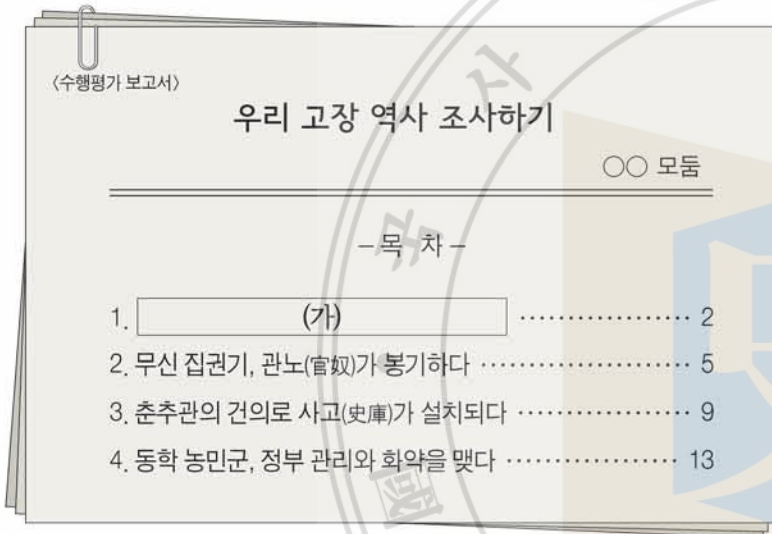 〈수행평가 보고서〉
우리 고장 역사 조사하기
○○ 모둠
– 목 차 –
1. (가) ·················· 2
2. 무신 집권기, 관노(官奴)가 봉기하다 ·················· 5
3. 춘추관의 건의로 사고(史庫)가 설치되다 ·················· 9
4. 동학 농민군, 정부 관리와 화약을 맺다 ·················· 13
사
국
國